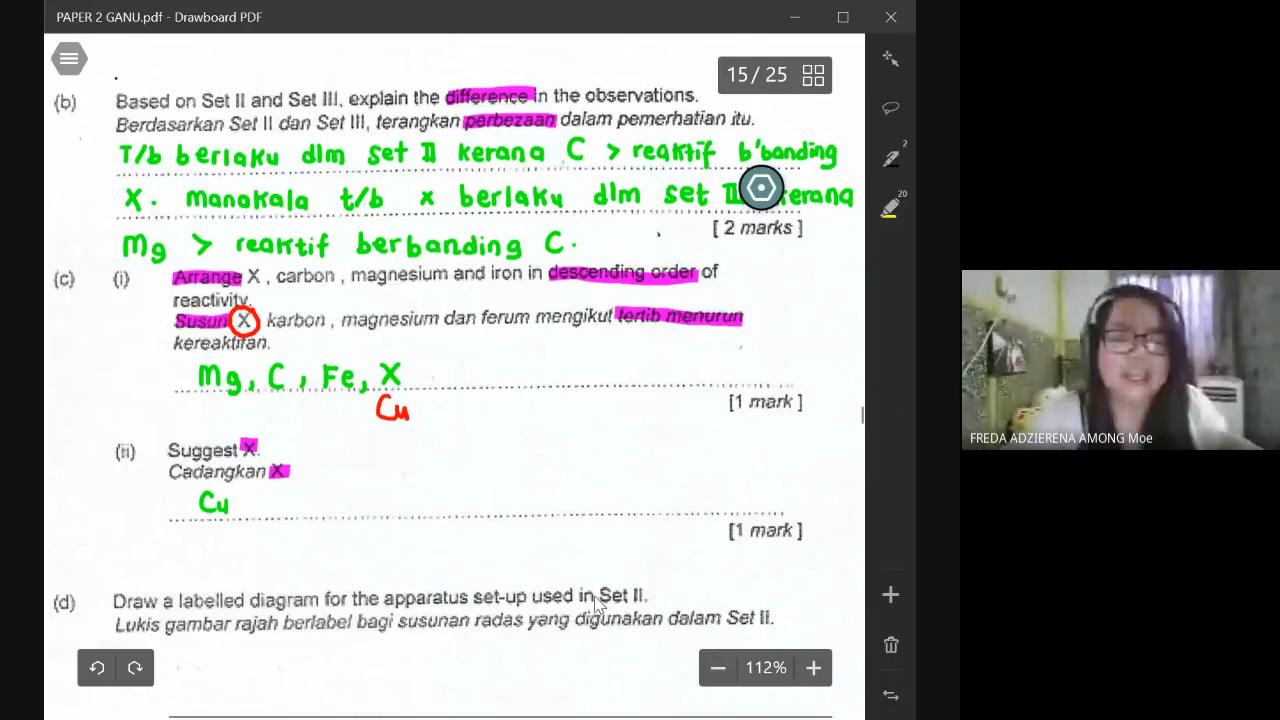 PAPER 2 GANU.pdf - Drawboard PDF
15 / 25
(b) Based on Set II and Set III, explain the difference in the observations.
Berdasarkan Set II dan Set III, terangkan perbezaan dalam pemerhatian itu.
T/b berlaku dlm set II kerana C > reaktif b'banding
X. manakala t/b x berlaku dlm set kerana
[ 2 marks ]
Mg > reaktif berbanding C.
(c) (i) Arrange X , carbon , magnesium and iron in descending order of
reactivity.
Susun X karbon , magnesium dan ferum mengikut tertib menurun
kereaktifan.
Mg, C, Fe, X
[1 mark ]
Cu
(ii) Suggest X.
Cadangkan X
Cu
[1 mark ]
(d) Draw a labelled diagram for the apparatus set-up used in Set II.
Lukis gambar rajah berlabel bagi susunan radas yang digunakan dalam Set II.
112%
2
20
FREDA ADZIERENA AMONG Moe